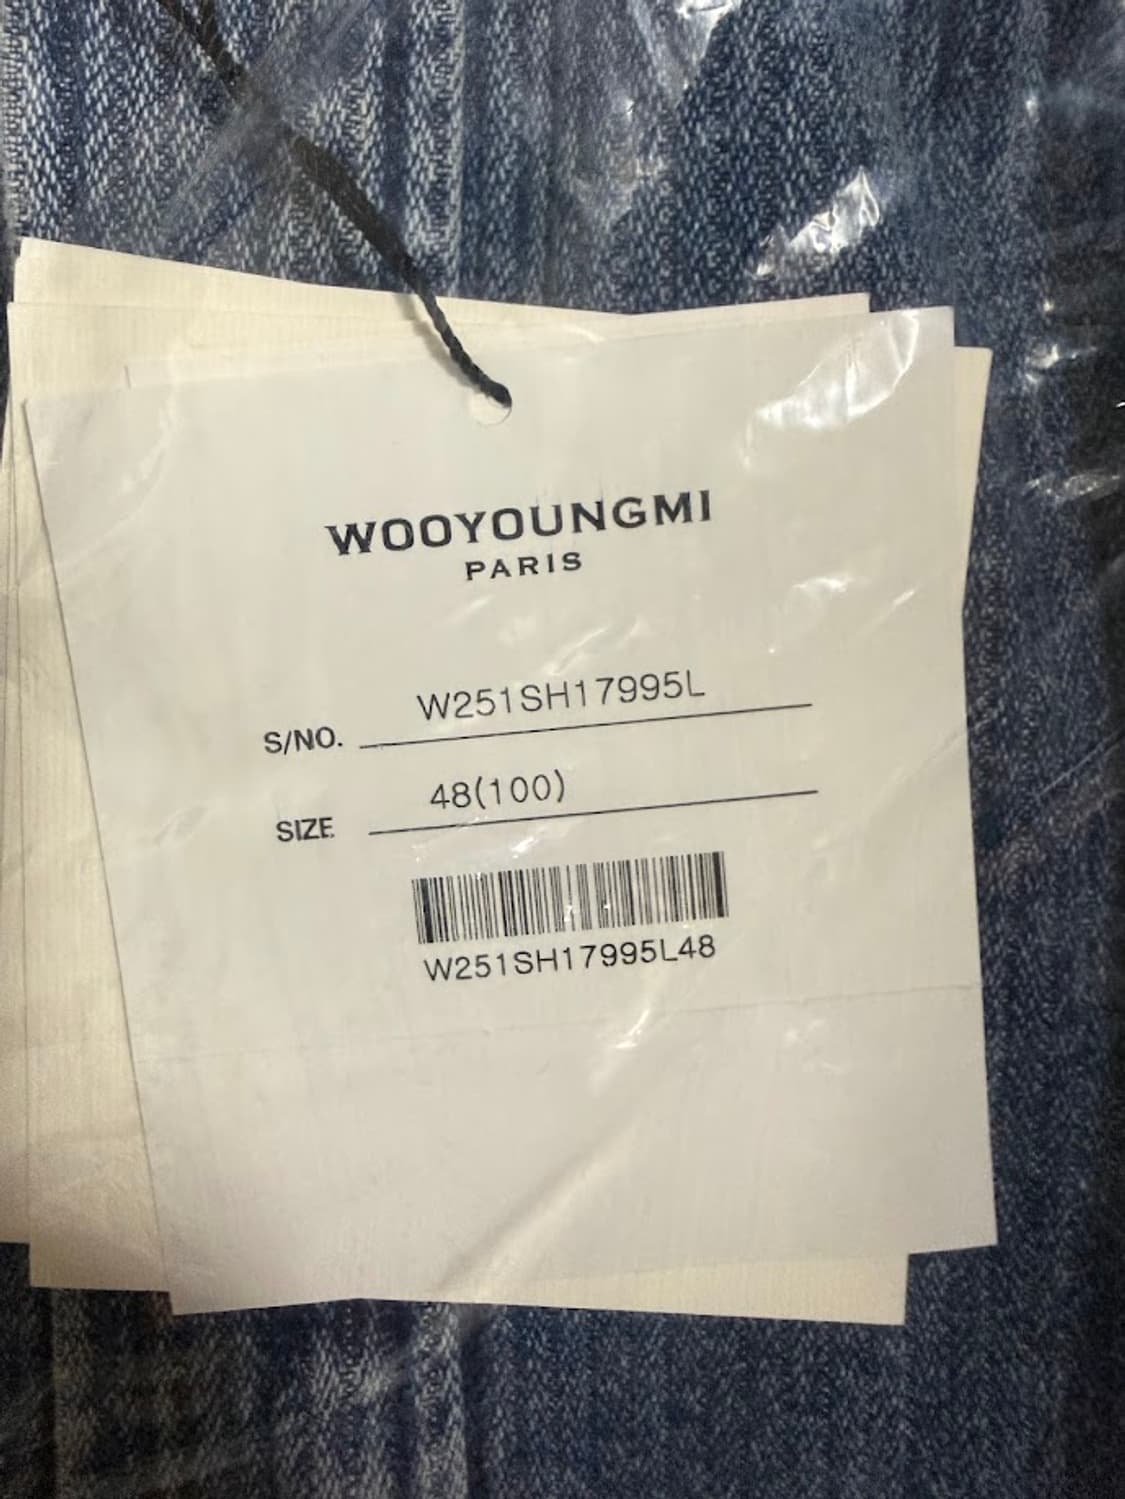 WOOYOUNGMI
PARIS
S/NO. W251SH17995L
SIZE 48(100)
W251SH17995L48